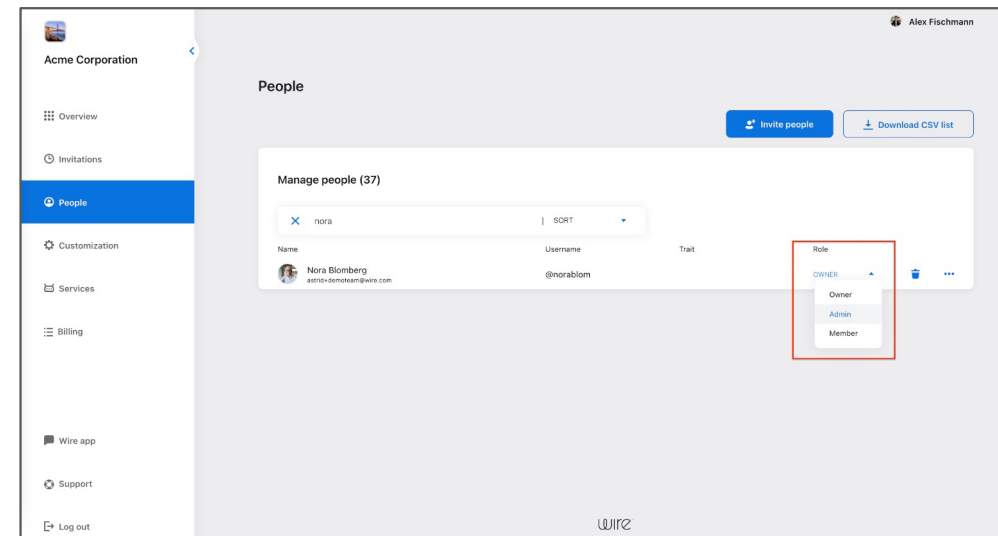 Alex Fischmann
Acme Corporation
People
Overview
Invite people
Download CSV list
Invitations
Manage people (37)
People
nora | SORT
Customization
Name Username Trait Role
Nora Blomberg @norablom OWNER
astrid+demoteam@wire.com
Services
Owner
Admin
Billing
Member
Wire app
Support
Log out
wire